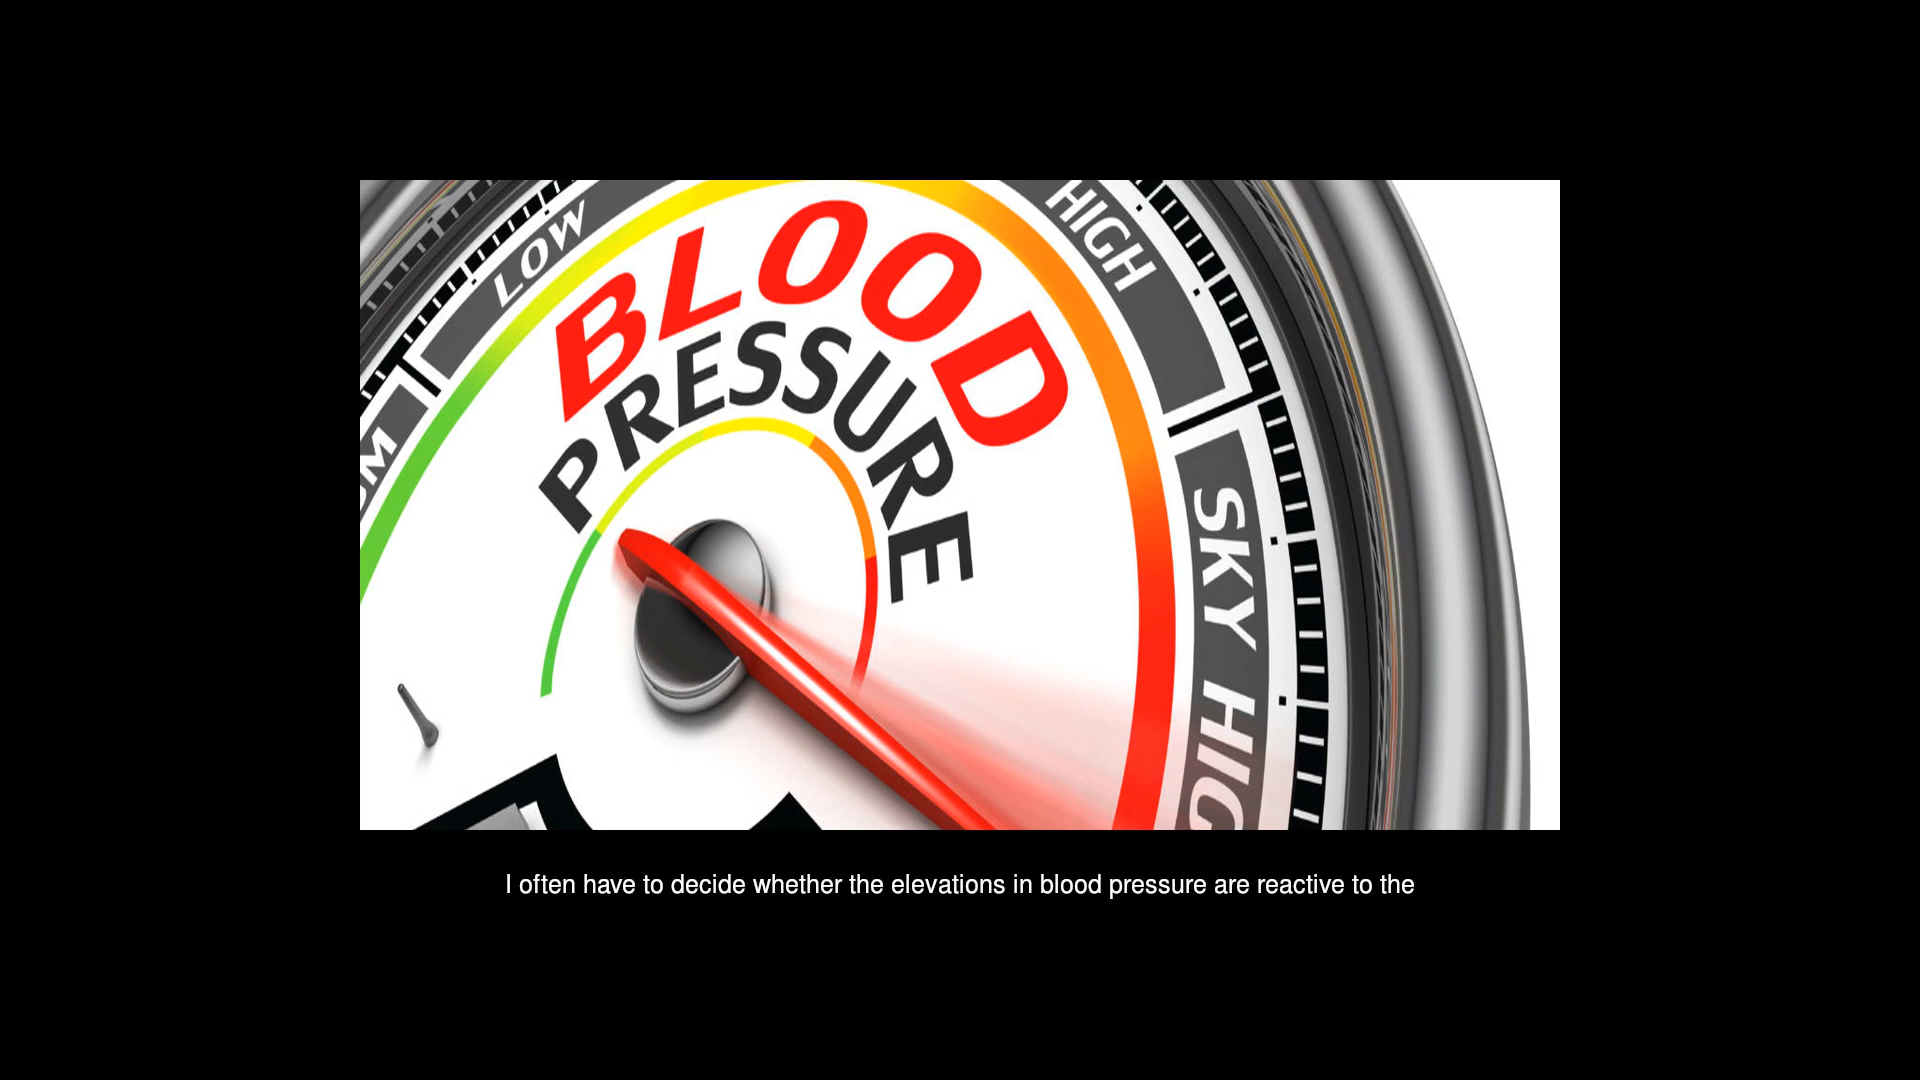 LOW
HIGH
BLOOD
PRESSURE
SKY HIG
UM
I often have to decide whether the elevations in blood pressure are reactive to the